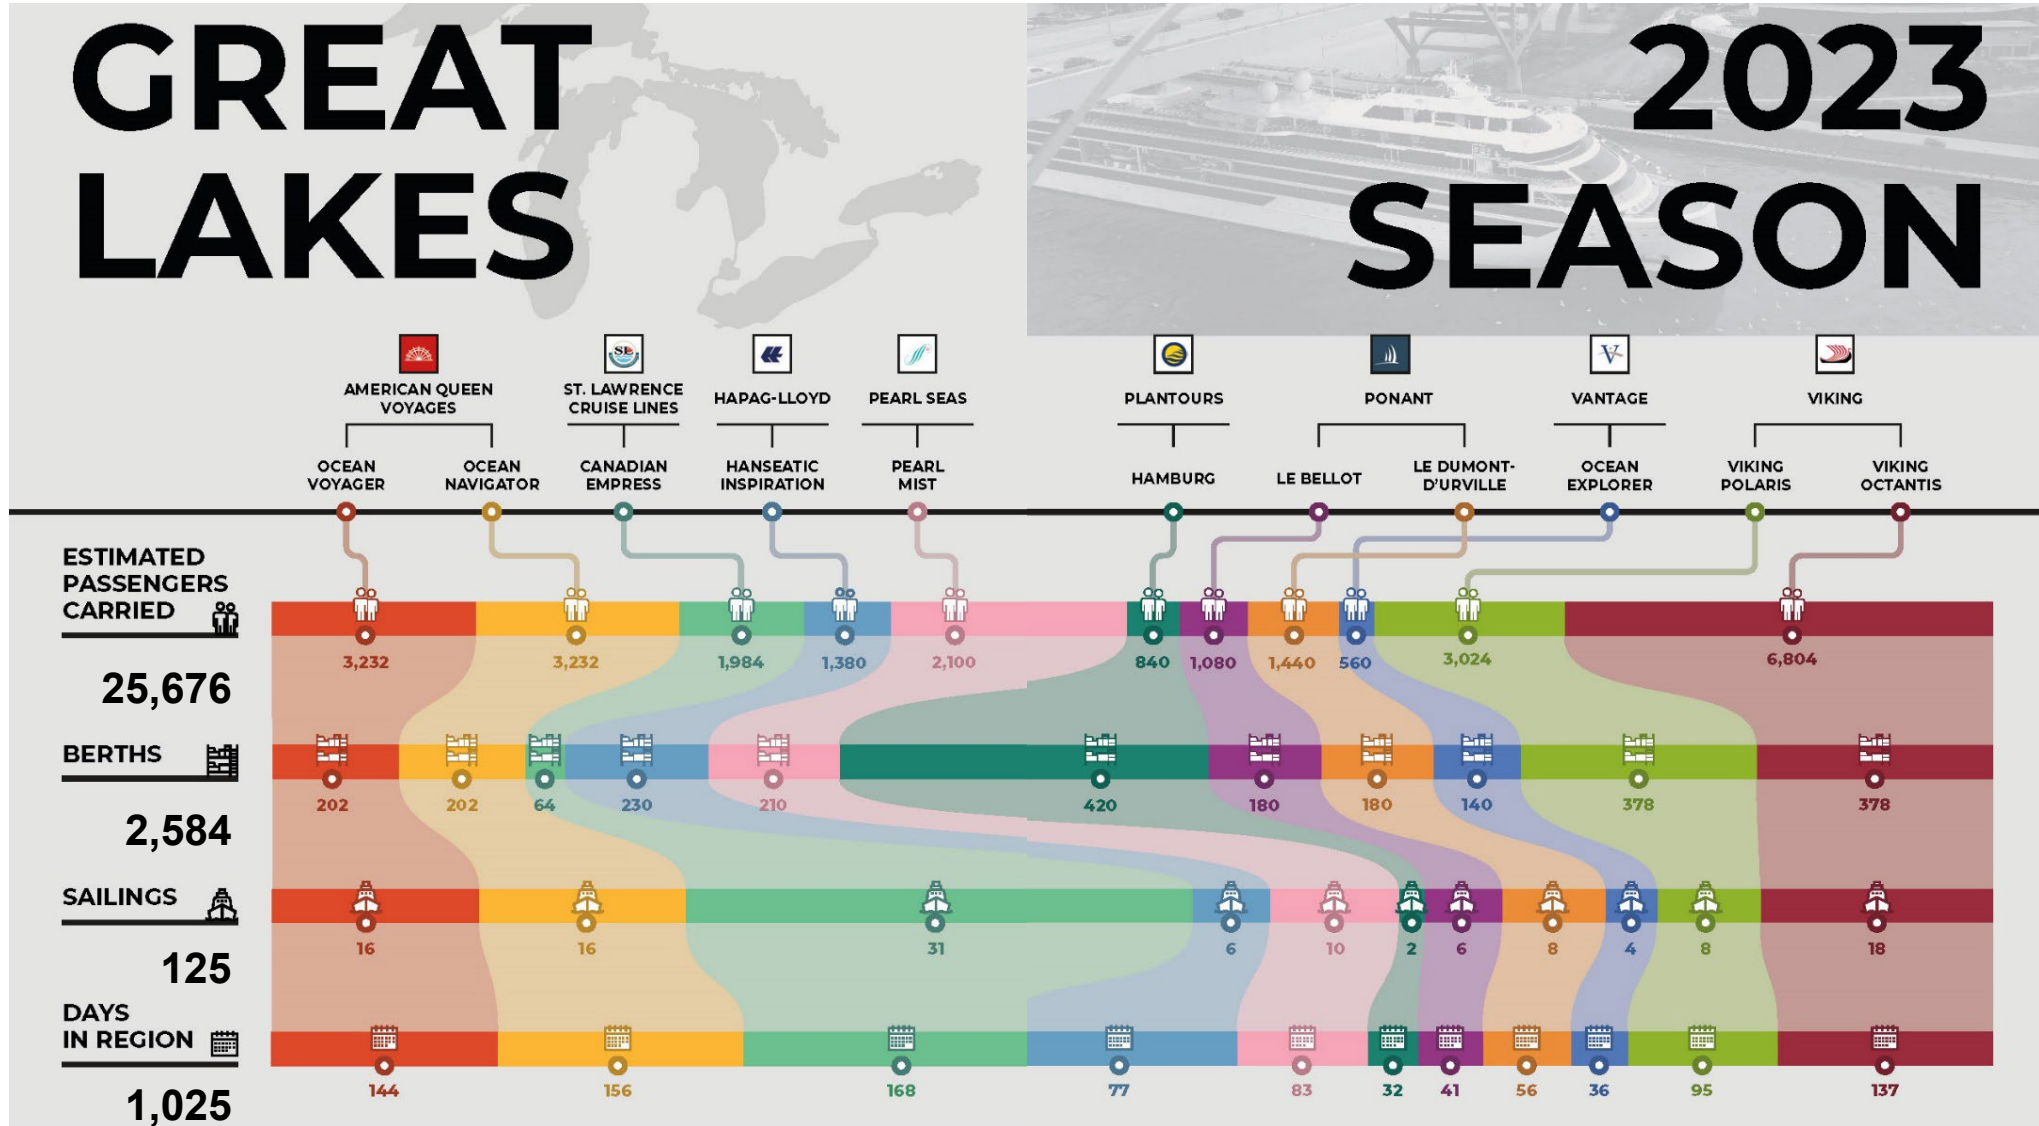 GREAT
LAKES
2023
SEASON
SL
V
AMERICAN QUEEN
VOYAGES
ST. LAWRENCE
CRUISE LINES
HAPAG-LLOYD
PEARL SEAS
PLANTOURS
PONANT
VANTAGE
VIKING
OCEAN
VOYAGER
OCEAN
NAVIGATOR
CANADIAN
EMPRESS
HANSEATIC
INSPIRATION
PEARL
MIST
HAMBURG
LE BELLOT
LE DUMONT-
D'URVILLE
OCEAN
EXPLORER
VIKING
POLARIS
VIKING
OCTANTIS
ESTIMATED
PASSENGERS
CARRIED
25,676
3,232 3,232 1,984 1,380 2,100 840 1,080 1,440 560 3,024 6,804
BERTHS
2,584
202 202 64 230 210 420 180 180 140 378 378
SAILINGS
125
16 16 31 6 10 2 6 8 4 8 18
DAYS
IN REGION
1,025
144 156 168 77 83 32 41 56 36 95 137